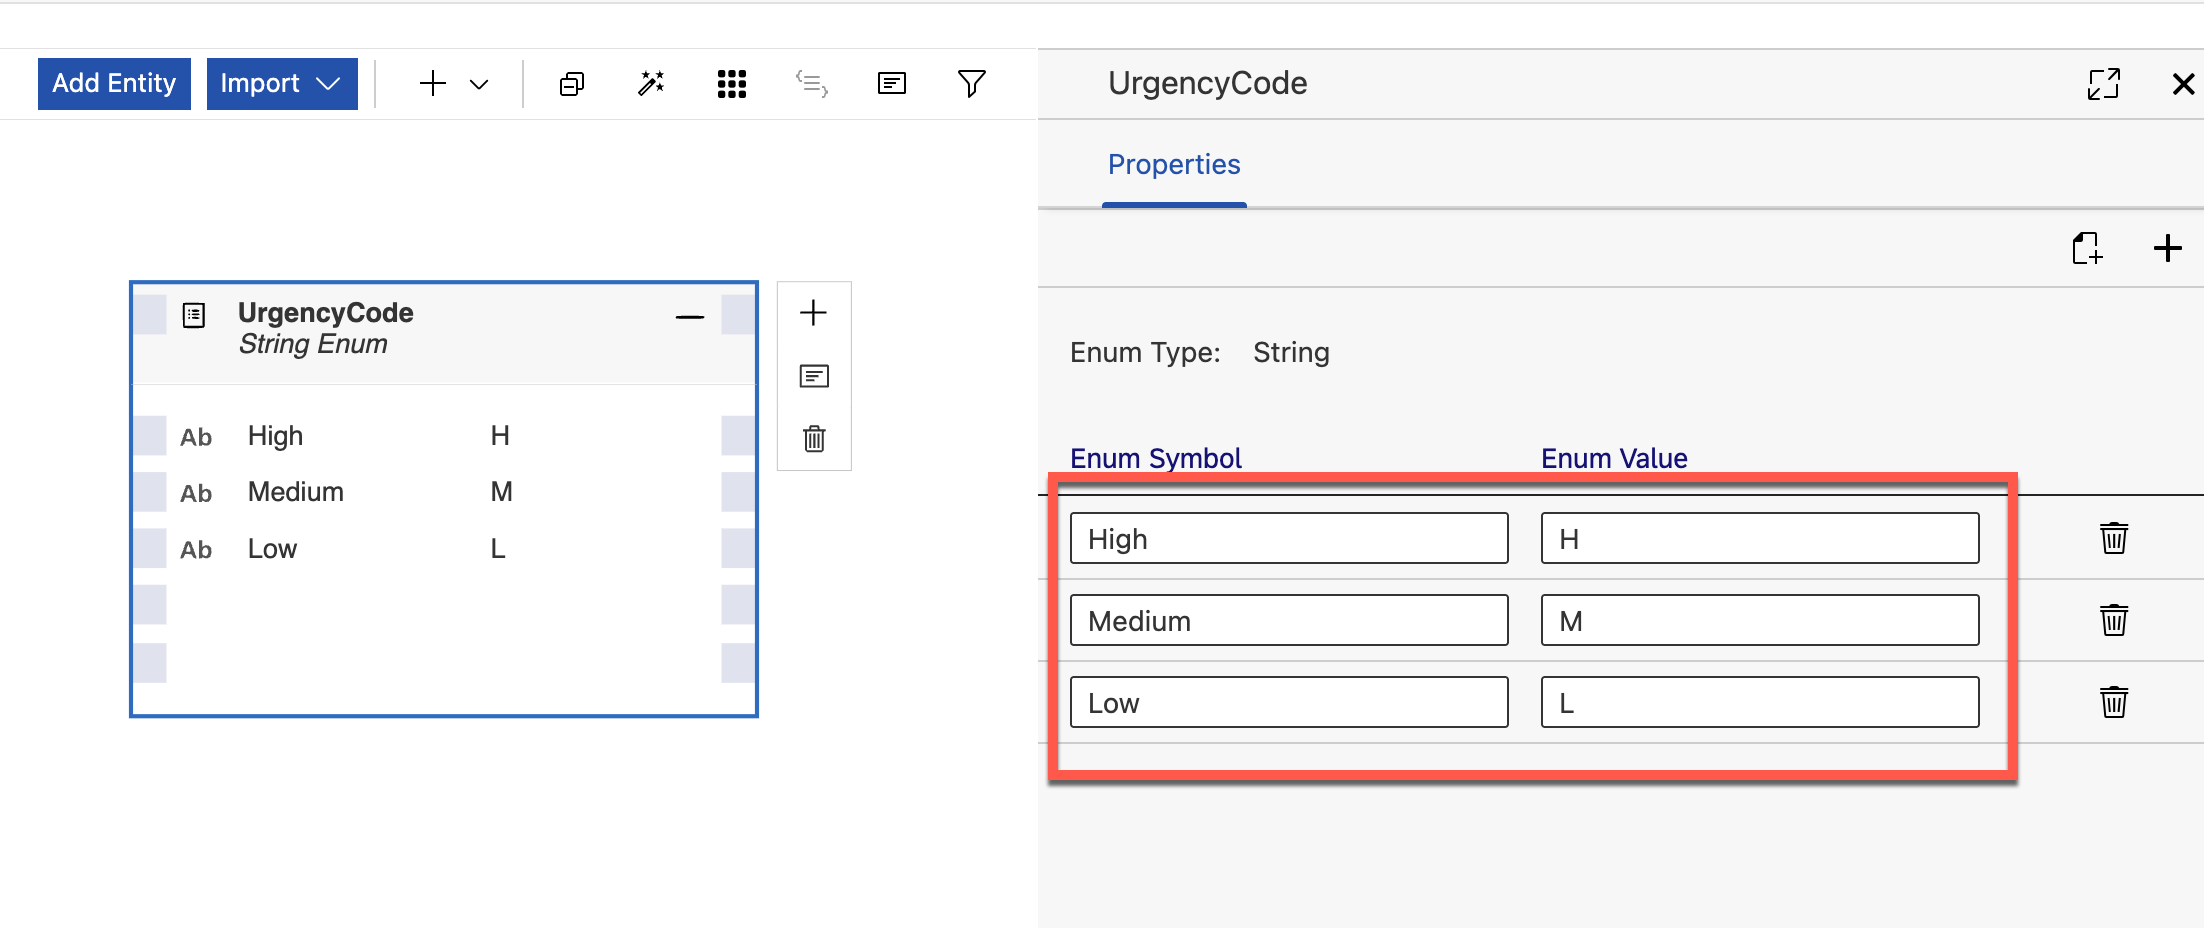 Add Entity
Import
UrgencyCode
Properties
UrgencyCode
String Enum
Ab High H
Ab Medium M
Ab Low L
Enum Type: String
Enum Symbol Enum Value
High H
Medium M
Low L